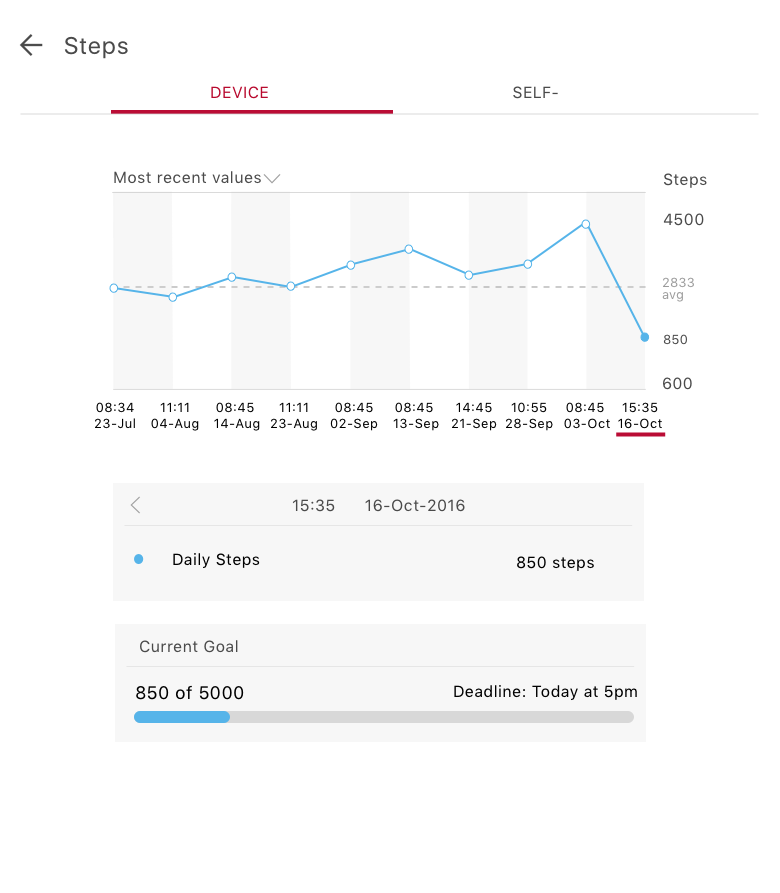 Steps
DEVICE SELF-
Most recent values
Steps
4500
2833
avg
850
600
08:34 11:11 08:45 11:11 08:45 08:45 14:45 10:55 08:45 15:35
23-Jul 04-Aug 14-Aug 23-Aug 02-Sep 13-Sep 21-Sep 28-Sep 03-Oct 16-Oct
15:35 16-Oct-2016
Daily Steps 850 steps
Current Goal
850 of 5000 Deadline: Today at 5pm